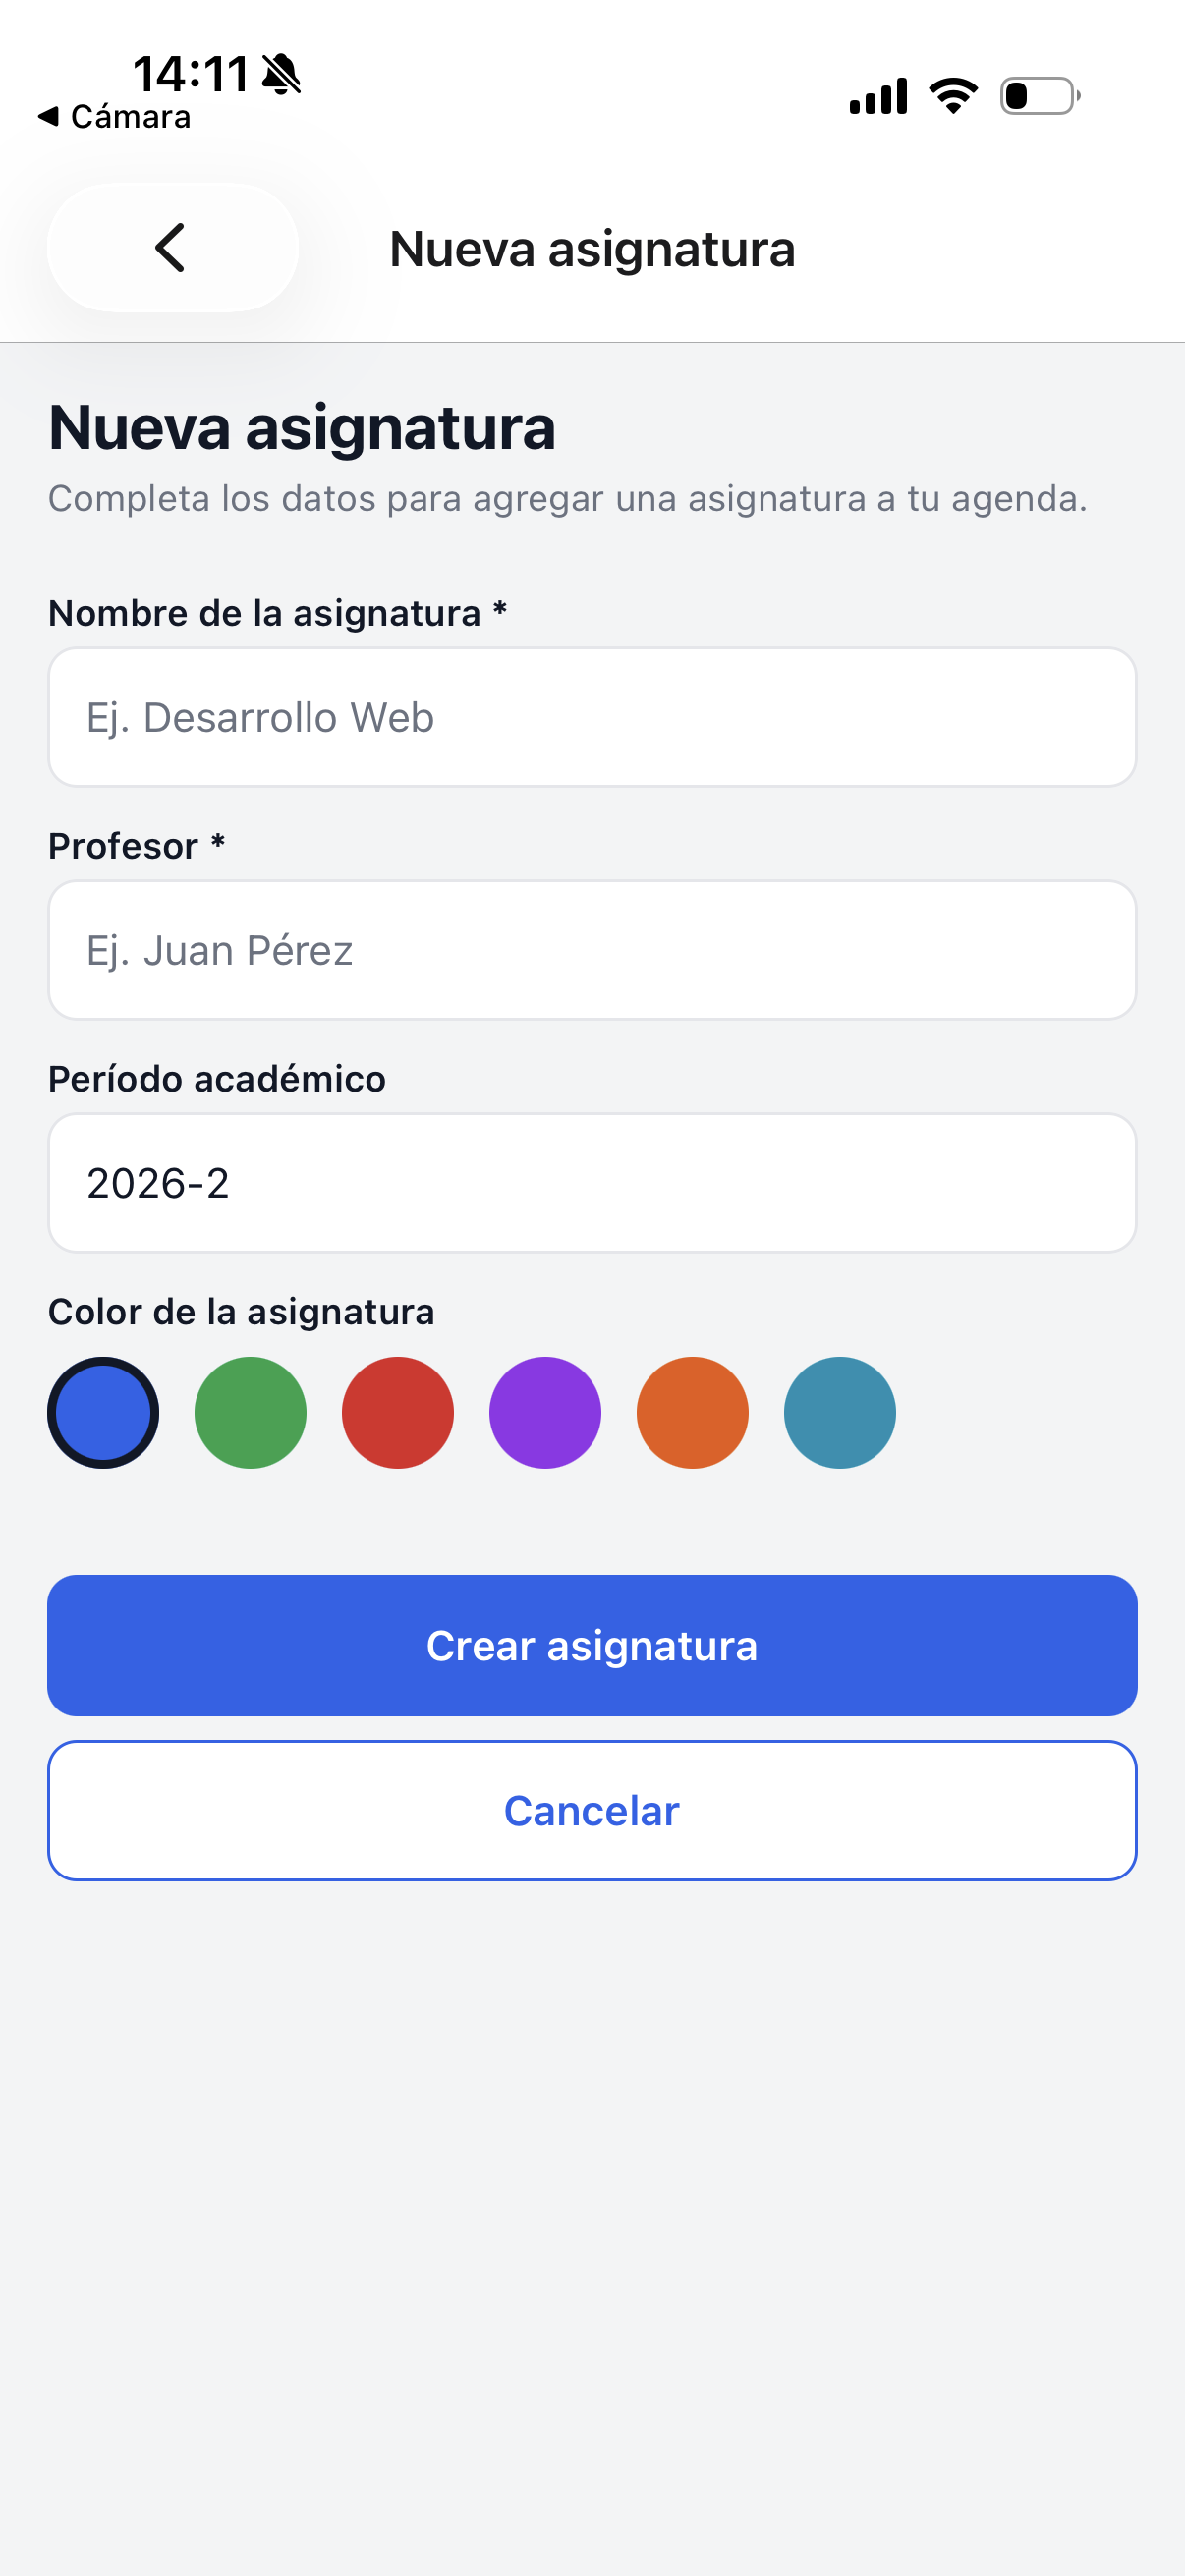 14:11
◀ Cámara
Nueva asignatura
Nueva asignatura
Completa los datos para agregar una asignatura a tu agenda.
Nombre de la asignatura *
Ej. Desarrollo Web
Profesor *
Ej. Juan Pérez
Período académico
2026-2
Color de la asignatura
Crear asignatura
Cancelar